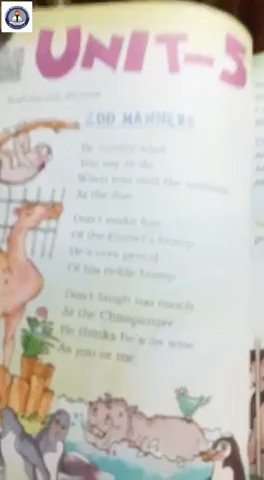 UNIT-5
ZOO MANNERS
Be careful what
You say or do
When you visit the animals
At the Zoo
Don't make fun
Of the Camel's hump
He's very proud
Of his noble bump
Don't laugh too much
At the Chimpanzee
He thinks he's as wise
As you or me